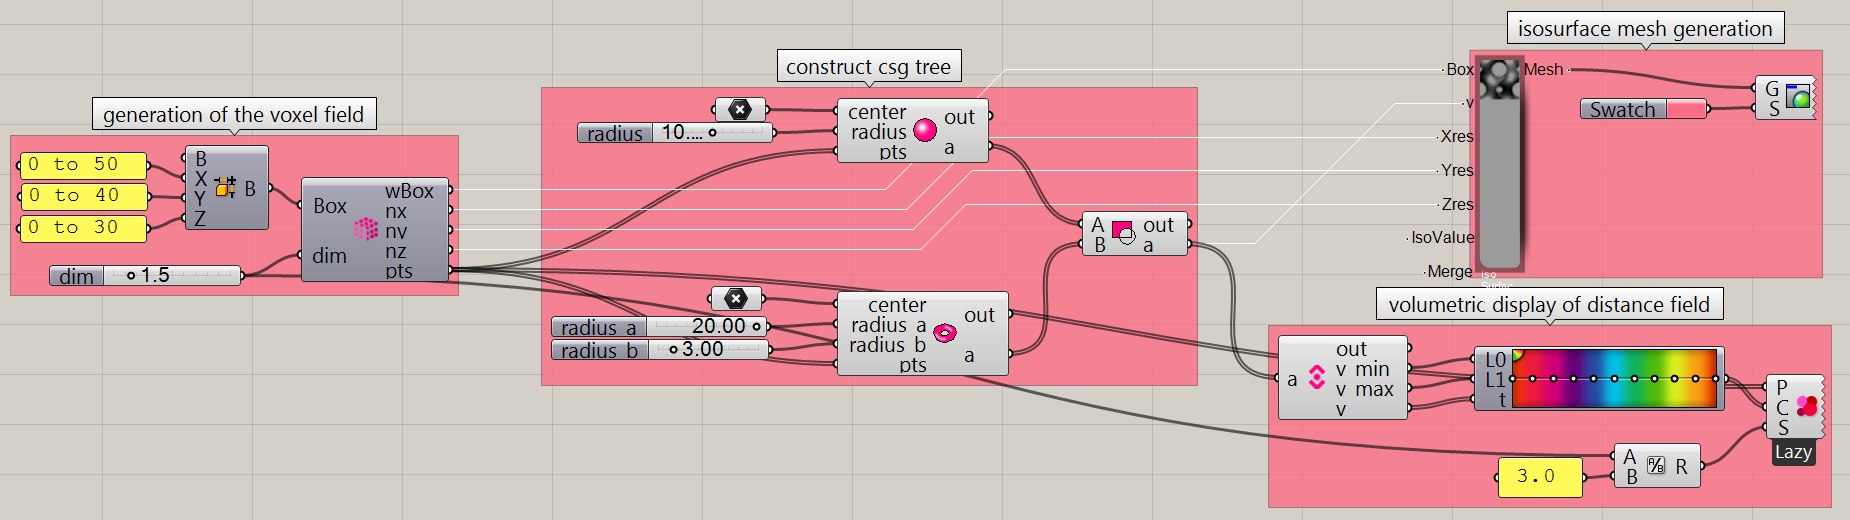 generation of the voxel field
0 to 50
0 to 40
0 to 30
B
X
Y
Z
B
dim
1.5
Box
dim
wBox
nx
nv
nz
pts
construct csg tree
radius
10....
center
radius
pts
out
a
radius a
20.00
radius b
3.00
center
radius a
radius b
pts
out
a
A
B
out
a
isosurface mesh generation
Box
v
Xres
Yres
Zres
IsoValue
Merge
Mesh
Iso
Surfac
Swatch
G
S
volumetric display of distance field
a
out
v min
v max
v
L0
L1
t
3.0
A
B
A/B
R
P
C
S
Lazy